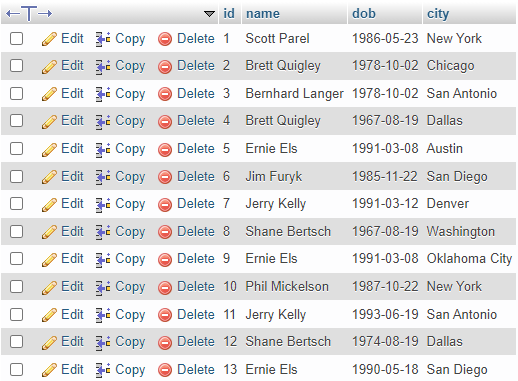 id name dob city
Edit Copy Delete 1 Scott Parel 1986-05-23 New York
Edit Copy Delete 2 Brett Quigley 1978-10-02 Chicago
Edit Copy Delete 3 Bernhard Langer 1978-10-02 San Antonio
Edit Copy Delete 4 Brett Quigley 1967-08-19 Dallas
Edit Copy Delete 5 Ernie Els 1991-03-08 Austin
Edit Copy Delete 6 Jim Furyk 1985-11-22 San Diego
Edit Copy Delete 7 Jerry Kelly 1991-03-12 Denver
Edit Copy Delete 8 Shane Bertsch 1967-08-19 Washington
Edit Copy Delete 9 Ernie Els 1991-03-08 Oklahoma City
Edit Copy Delete 10 Phil Mickelson 1987-10-22 New York
Edit Copy Delete 11 Jerry Kelly 1993-06-19 San Antonio
Edit Copy Delete 12 Shane Bertsch 1974-08-19 Dallas
Edit Copy Delete 13 Ernie Els 1990-05-18 San Diego